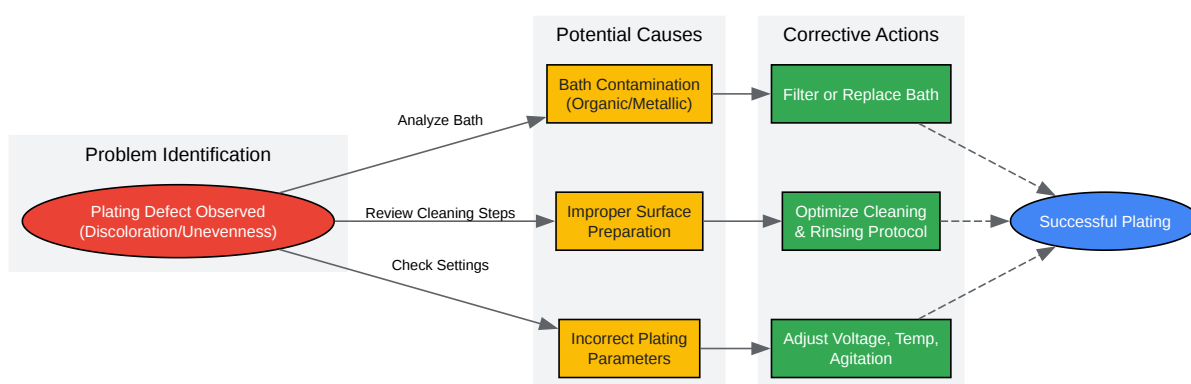 Potential Causes
Corrective Actions
Bath Contamination
(Organic/Metallic)
Filter or Replace Bath
Analyze Bath
Problem Identification
Plating Defect Observed
(Discoloration/Unevenness)
Review Cleaning Steps
Improper Surface
Preparation
Optimize Cleaning
& Rinsing Protocol
Successful Plating
Check Settings
Incorrect Plating
Parameters
Adjust Voltage, Temp,
Agitation